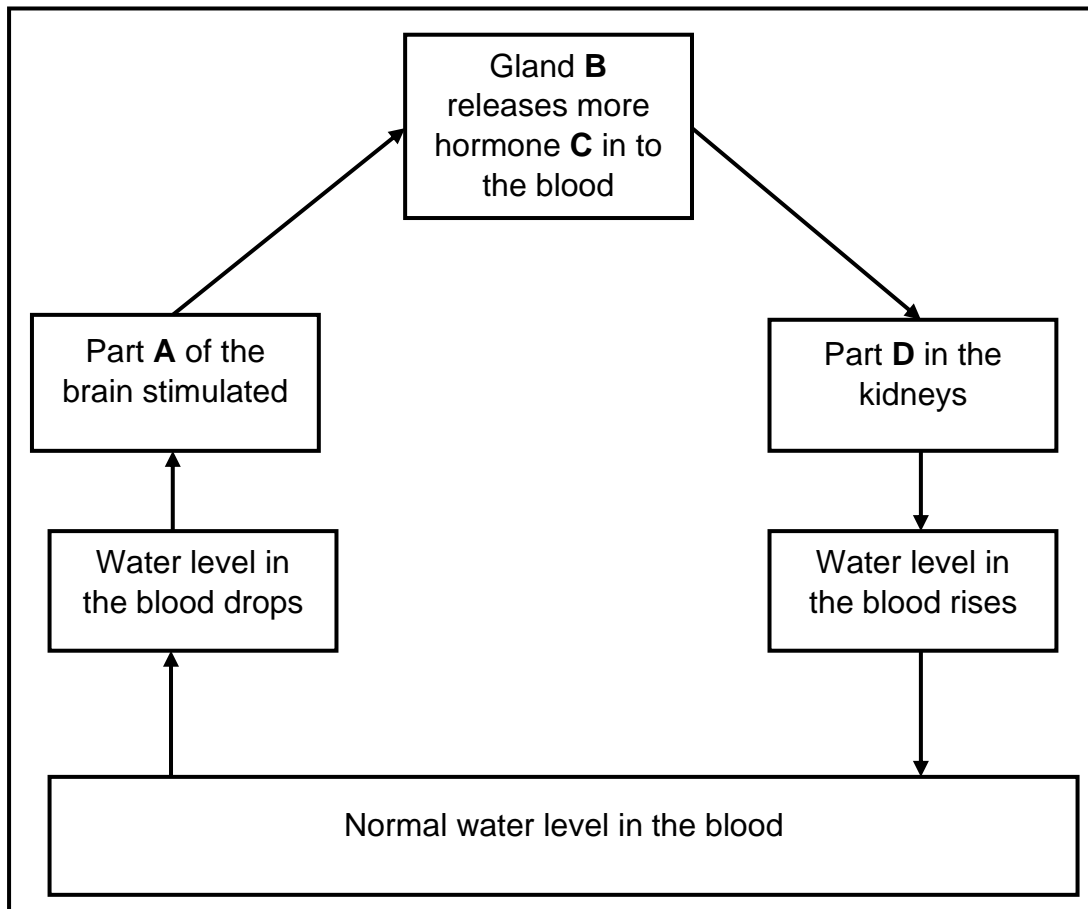 Gland B
releases more
hormone C in to
the blood
Part A of the
brain stimulated
Part D in the
kidneys
Water level in
the blood drops
Water level in
the blood rises
Normal water level in the blood